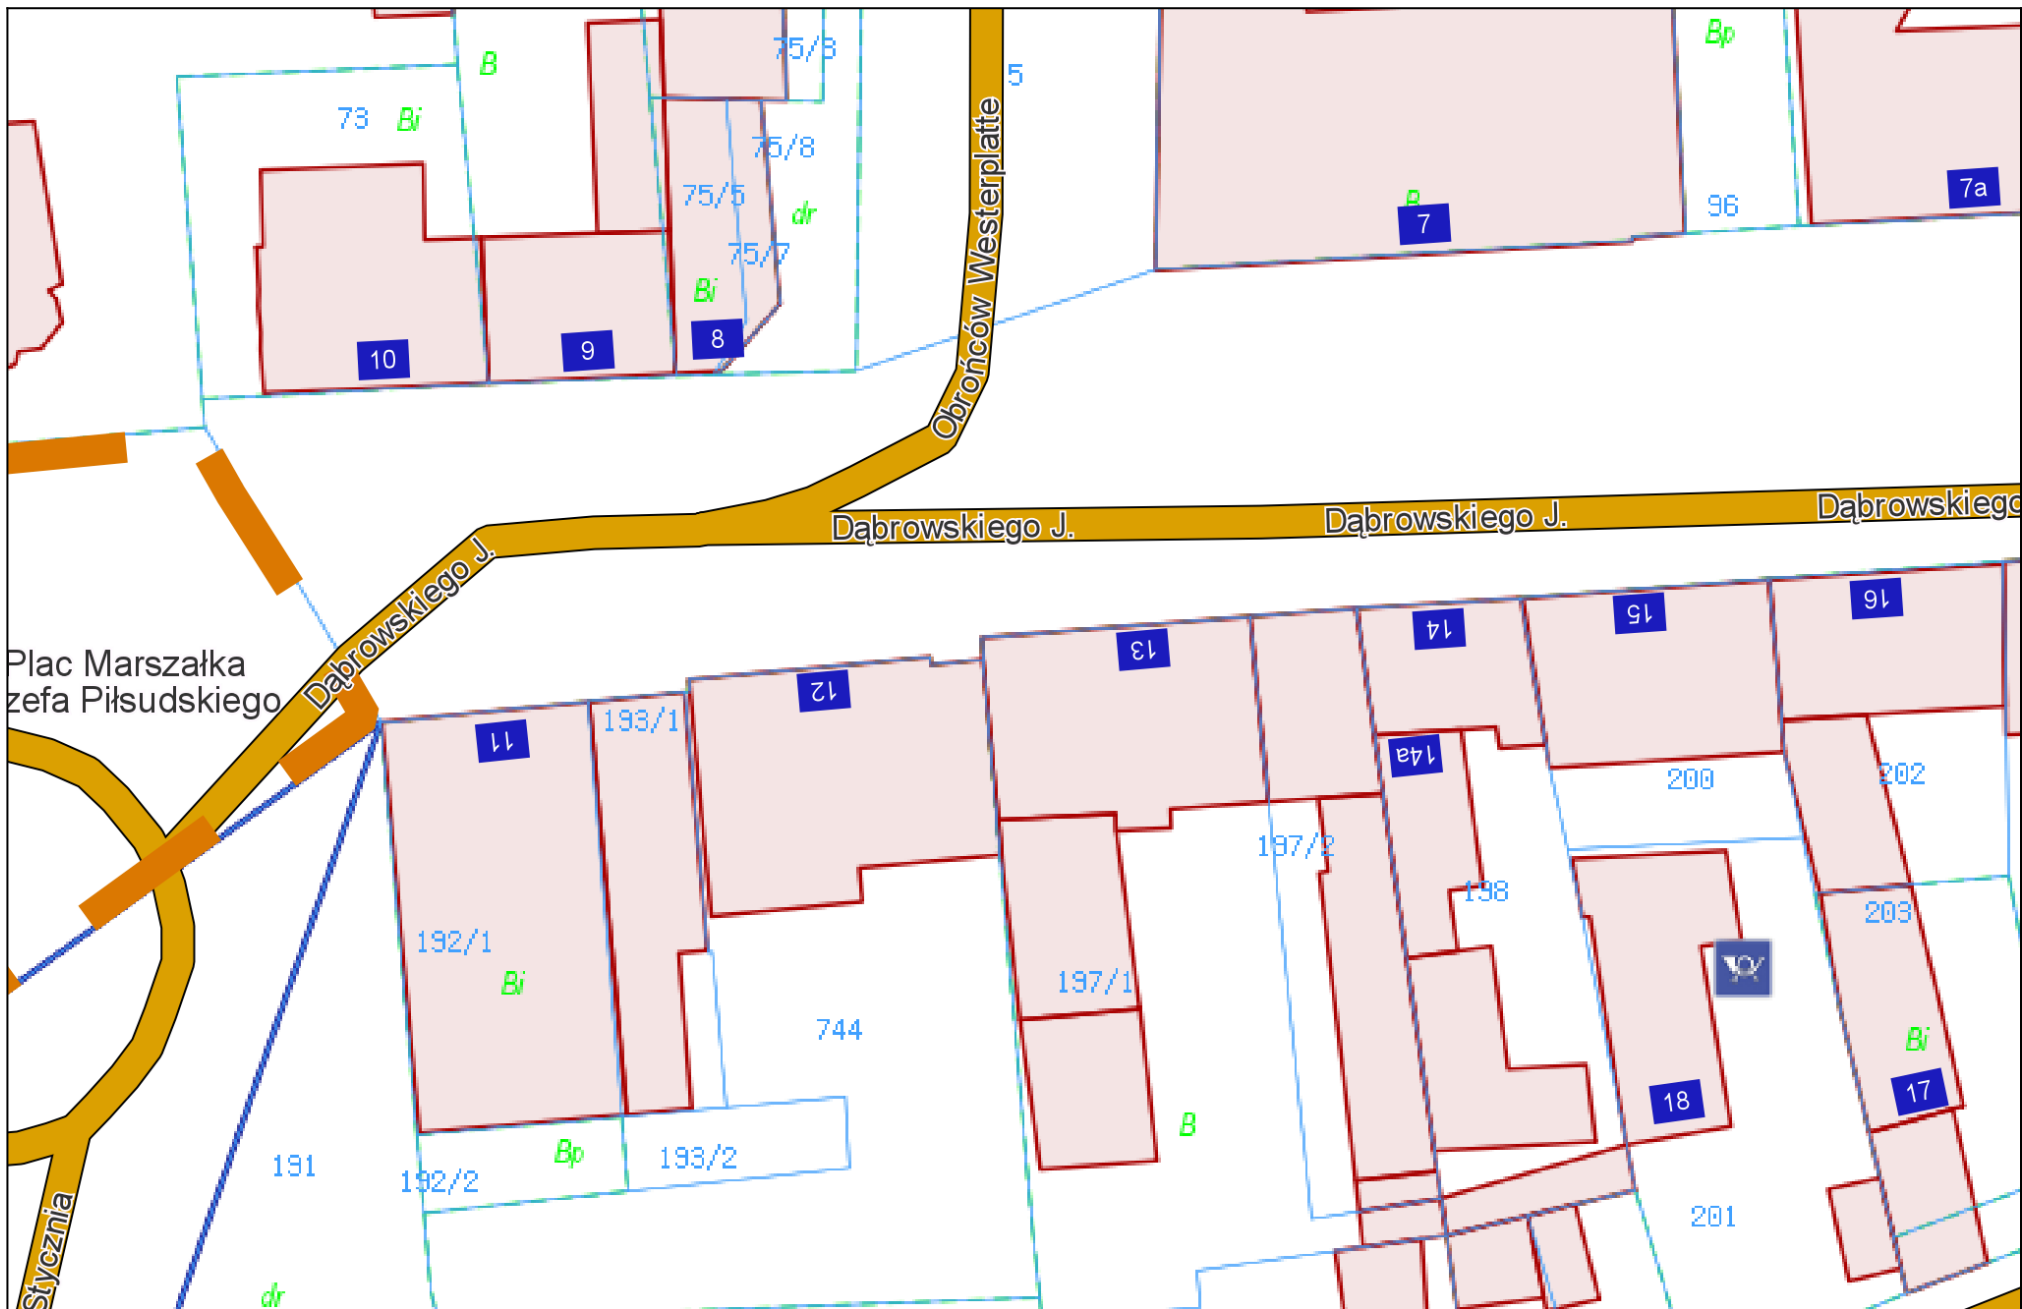 75/8
B
Bp
5
73
Bi
75/8
7a
75/5
dr
96
B
7
75/7
Bi
Obrońców Westerplatte
8
9
10
Dąbrowskiego J.
Dąbrowskiego J.
Dąbrowskiego
Dąbrowskiego J.
Plac Marszałka
zefa Piłsudskiego
16
15
14
13
12
193/1
11
14a
200
202
197/2
198
203
192/1
Bi
197/1
744
Bi
17
18
B
Bp
193/2
191
192/2
201
Stycznia
dr